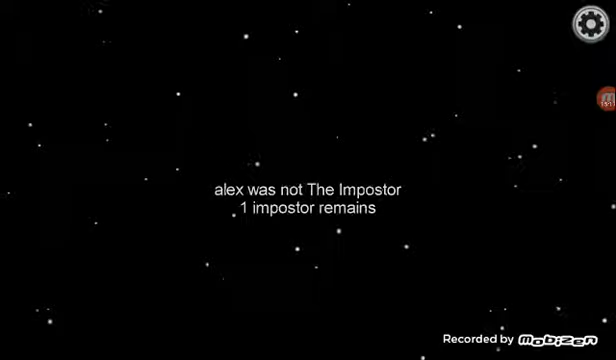 alex was not The Impostor
1 impostor remains
Recorded by Mobizen